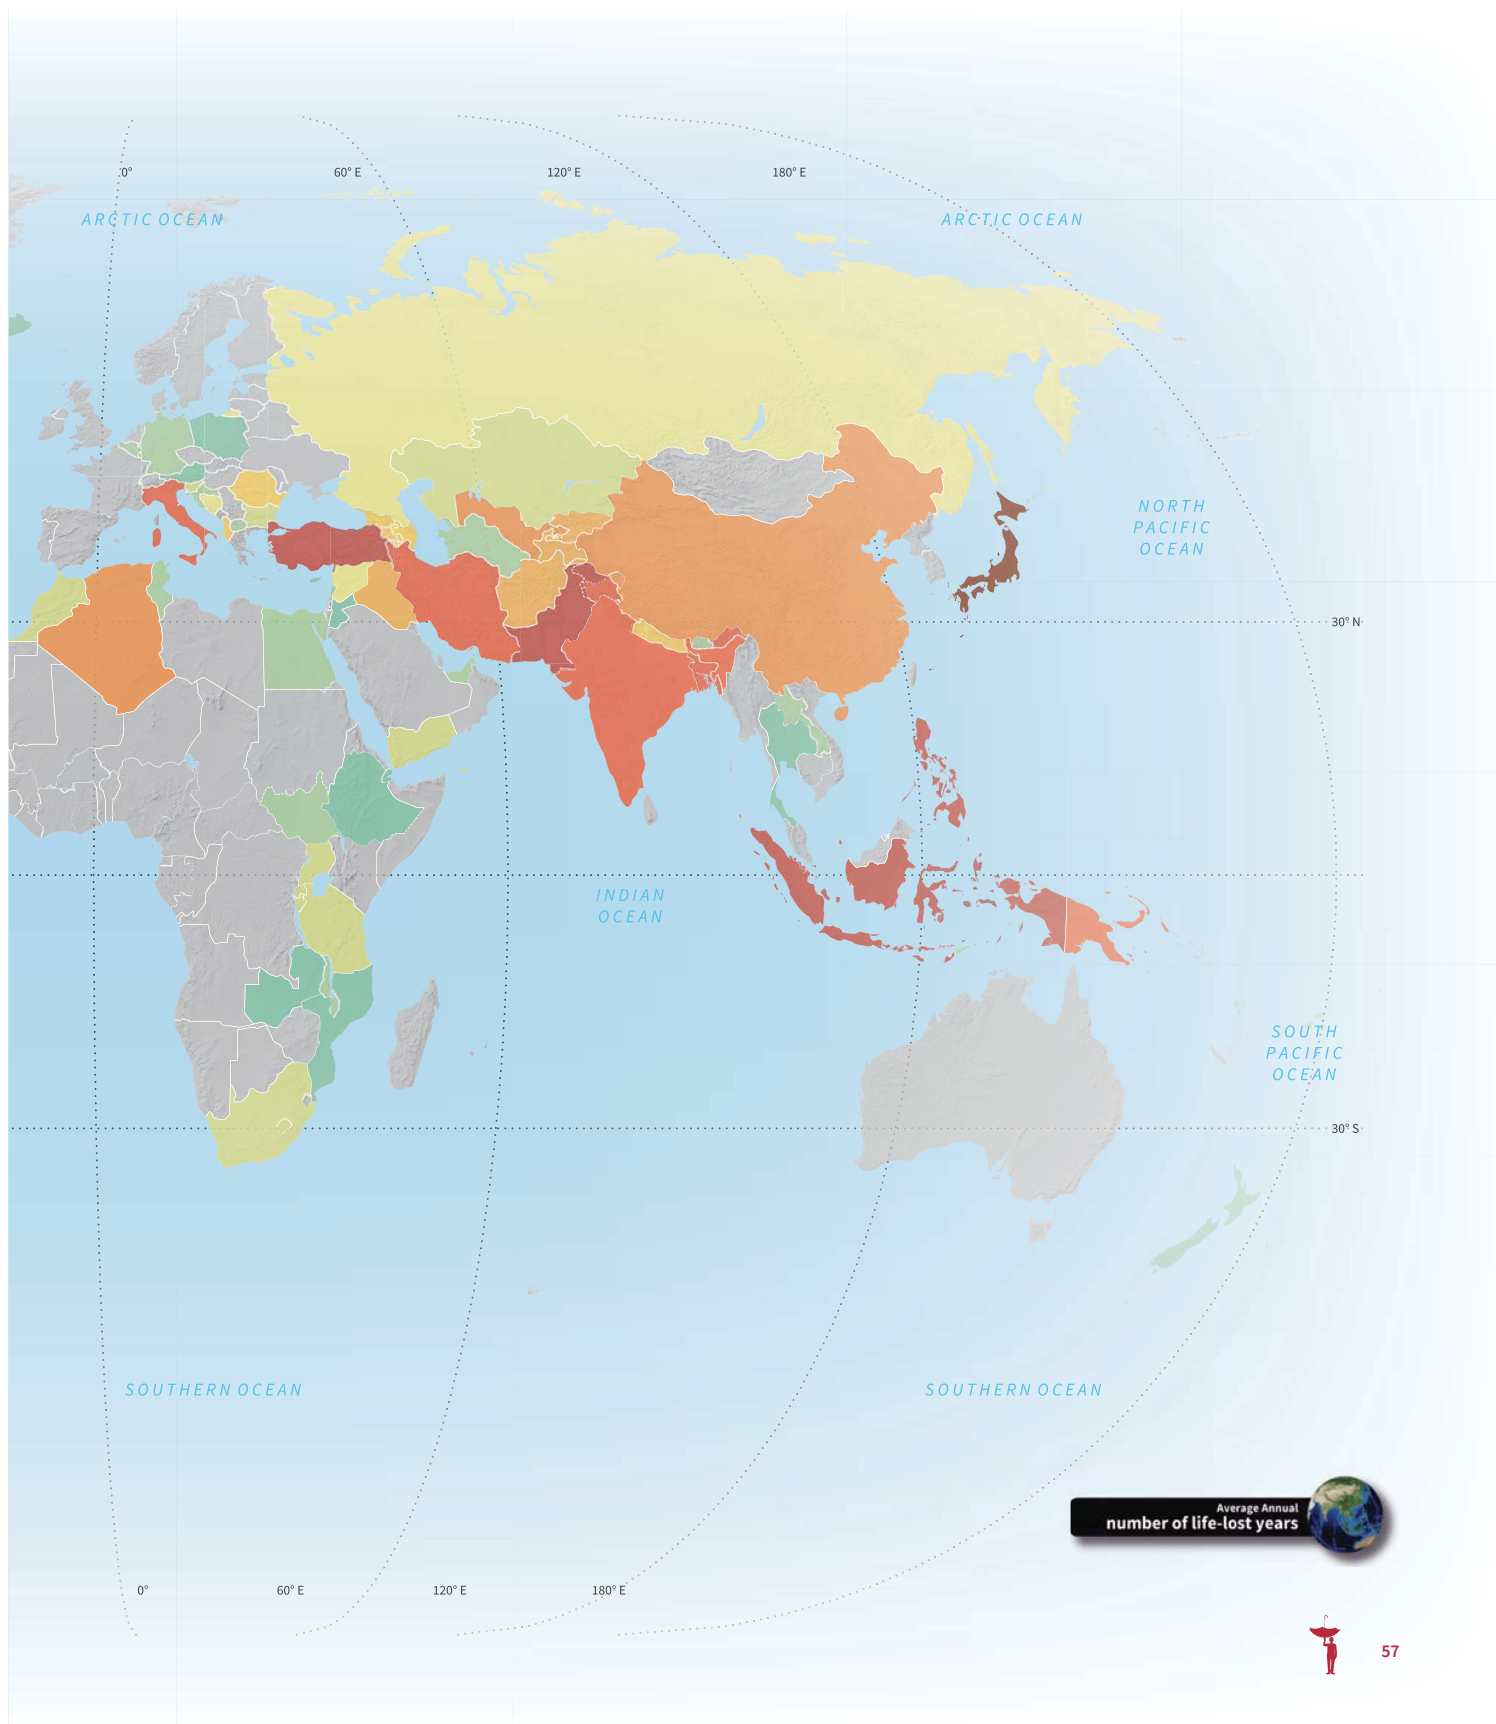 0°
60° E
120° E
180° E
ARCTIC OCEAN
ARCTIC OCEAN
NORTH
PACIFIC
OCEAN
30° N
INDIAN
OCEAN
SOUTH
PACIFIC
OCEAN
30° S
SOUTHERN OCEAN
SOUTHERN OCEAN
Average Annual
number of life-lost years
0°
60° E
120° E
180° E
57